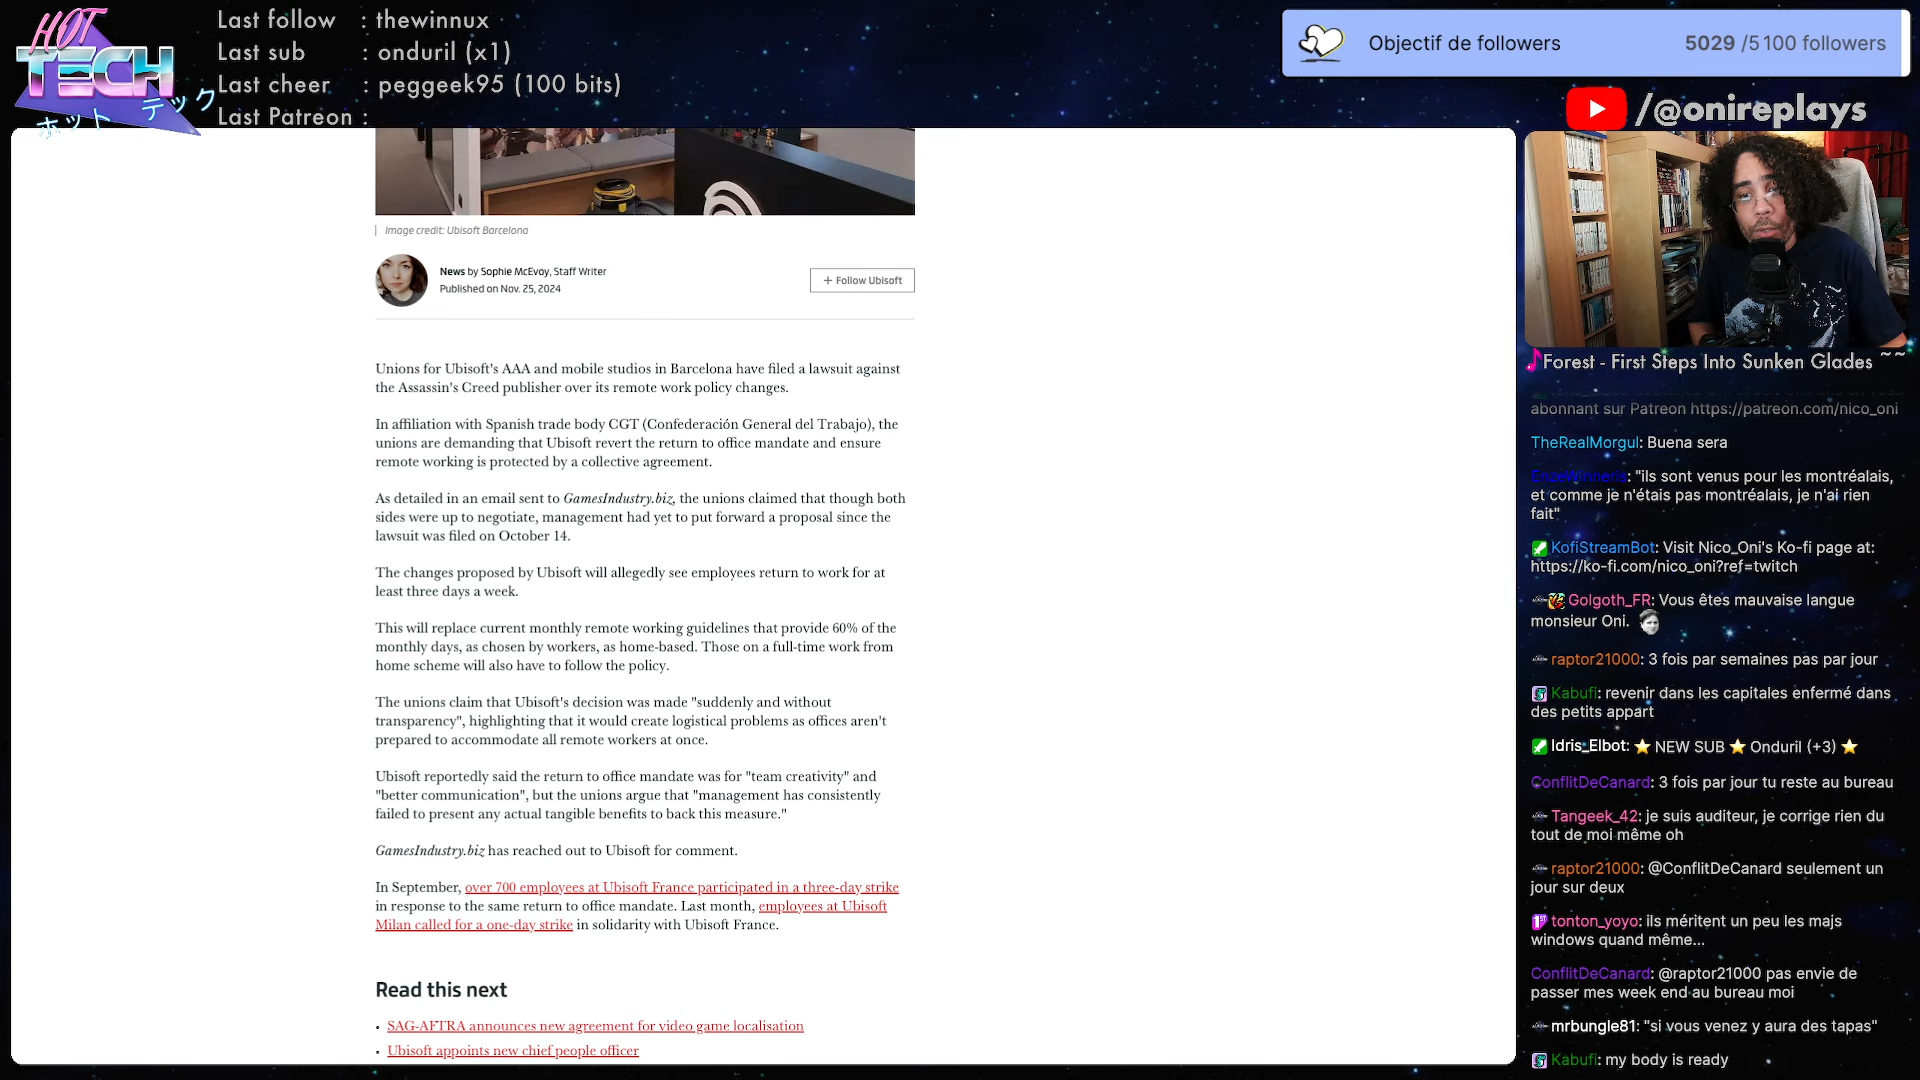 HOT
TECH
ホット テック
Last follow : thewinnux
Last sub : onduril (x1)
Last cheer : peggeek95 (100 bits)
Last Patreon :
Objectif de followers 5029 /5 100 followers
/@onireplays
Image credit: Ubisoft Barcelona
News by Sophie McEvoy, Staff Writer
Published on Nov. 25, 2024
+ Follow Ubisoft
Unions for Ubisoft's AAA and mobile studios in Barcelona have filed a lawsuit against
the Assassin's Creed publisher over its remote work policy changes.
In affiliation with Spanish trade body CGT (Confederación General del Trabajo), the
unions are demanding that Ubisoft revert the return to office mandate and ensure
remote working is protected by a collective agreement.
As detailed in an email sent to GamesIndustry.biz, the unions claimed that though both
sides were up to negotiate, management had yet to put forward a proposal since the
lawsuit was filed on October 14.
The changes proposed by Ubisoft will allegedly see employees return to work for at
least three days a week.
This will replace current monthly remote working guidelines that provide 60% of the
monthly days, as chosen by workers, as home-based. Those on a full-time work from
home scheme will also have to follow the policy.
The unions claim that Ubisoft's decision was made "suddenly and without
transparency", highlighting that it would create logistical problems as offices aren't
prepared to accommodate all remote workers at once.
Ubisoft reportedly said the return to office mandate was for "team creativity" and
"better communication", but the unions argue that "management has consistently
failed to present any actual tangible benefits to back this measure."
GamesIndustry.biz has reached out to Ubisoft for comment.
In September, over 700 employees at Ubisoft France participated in a three-day strike
in response to the same return to office mandate. Last month, employees at Ubisoft
Milan called for a one-day strike in solidarity with Ubisoft France.
Read this next
• SAG-AFTRA announces new agreement for video game localisation
• Ubisoft appoints new chief people officer
Forest - First Steps Into Sunken Glades ~~
abonnant sur Patreon https://patreon.com/nico_oni
TheRealMorgul: Buena sera
EnzeWinneris: "ils sont venus pour les montréalais,
et comme je n'étais pas montréalais, je n'ai rien
fait"
KofiStreamBot: Visit Nico_Oni's Ko-fi page at:
https://ko-fi.com/nico_oni?ref=twitch
Golgoth_FR: Vous êtes mauvaise langue
monsieur Oni.
raptor21000: 3 fois par semaines pas par jour
Kabufi: revenir dans les capitales enfermé dans
des petits appart
Idris_Elbot: ⭐ NEW SUB ⭐ Onduril (+3) ⭐
ConflitDeCanard: 3 fois par jour tu reste au bureau
Tangeek_42: je suis auditeur, je corrige rien du
tout de moi même oh
raptor21000: @ConflitDeCanard seulement un
jour sur deux
tonton_yoyo: ils méritent un peu les majs
windows quand même...
ConflitDeCanard: @raptor21000 pas envie de
passer mes week end au bureau moi
mrbungle81: "si vous venez y aura des tapas"
Kabufi: my body is ready